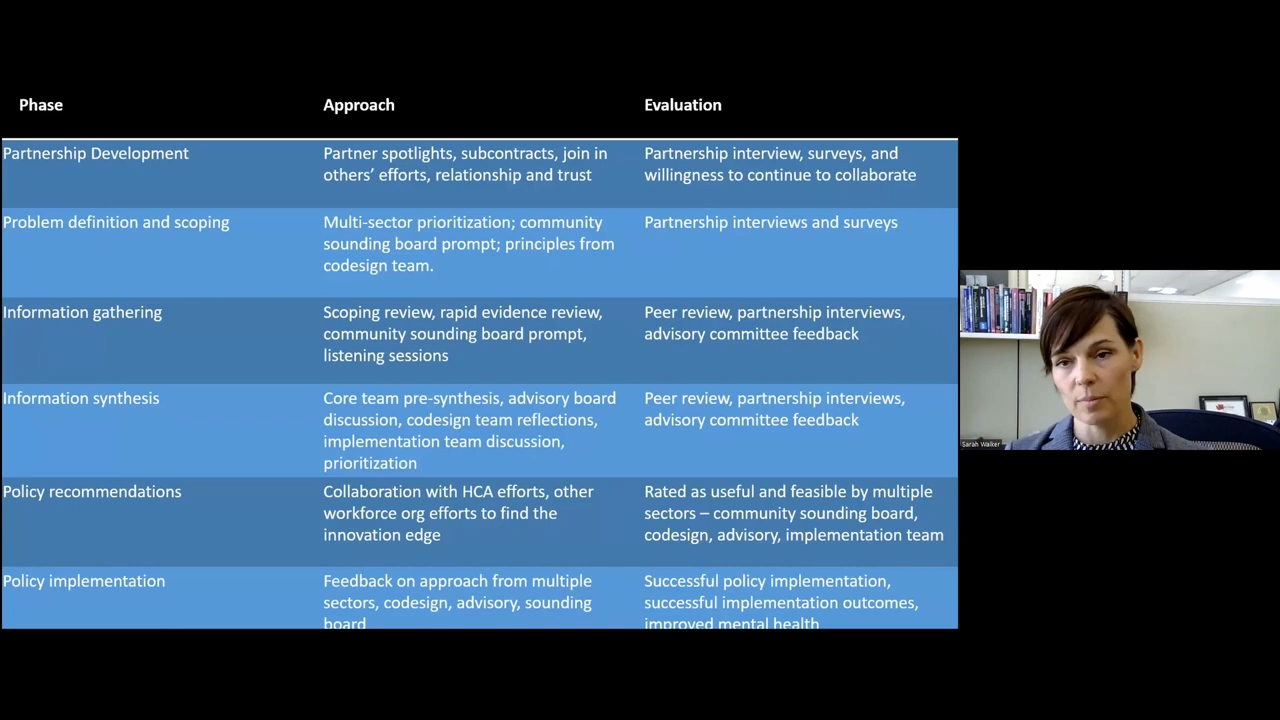 Phase
Approach
Evaluation
Partnership Development
Partner spotlights, subcontracts, join in
others’ efforts, relationship and trust
Partnership interview, surveys, and
willingness to continue to collaborate
Problem definition and scoping
Multi-sector prioritization; community
sounding board prompt; principles from
codesign team.
Partnership interviews and surveys
Information gathering
Scoping review, rapid evidence review,
community sounding board prompt,
listening sessions
Peer review, partnership interviews,
advisory committee feedback
Information synthesis
Core team pre-synthesis, advisory board
discussion, codesign team reflections,
implementation team discussion,
prioritization
Peer review, partnership interviews,
advisory committee feedback
Policy recommendations
Collaboration with HCA efforts, other
workforce org efforts to find the
innovation edge
Rated as useful and feasible by multiple
sectors – community sounding board,
codesign, advisory, implementation team
Policy implementation
Feedback on approach from multiple
sectors, codesign, advisory, sounding
board
Successful policy implementation,
successful implementation outcomes,
improved mental health
Sarah Walker